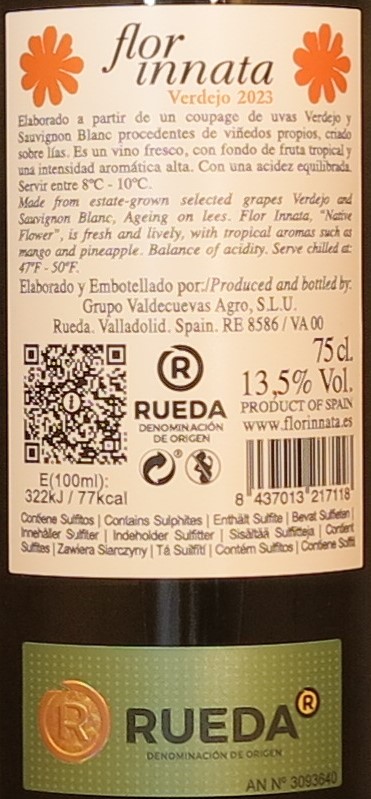 flor
innata
Verdejo 2023
Elaborado a partir de un coupage de uvas Verdejo y
Sauvignon Blanc procedentes de viñedos propios, criado
sobre lías. Es un vino fresco, con fondo de fruta tropical y
una intensidad aromática alta. Con una acidez equilibrada.
Servir entre 8ºC - 10ºC.
Made from estate-grown selected grapes Verdejo and
Sauvignon Blanc, Ageing on lees. Flor Innata, "Native
Flower", is fresh and lively, with tropical aromas such as
mango and pineapple. Balance of acidity. Serve chilled at:
47ºF - 50ºF.
Elaborado y Embotellado por:/Produced and bottled by:
Grupo Valdecuevas Agro, S.L.U.
Rueda. Valladolid. Spain. RE 8586 / VA 00
75 cl.
13,5% Vol.
PRODUCT OF SPAIN
www.florinnata.es
R
RUEDA
DENOMINACIÓN
DE ORIGEN
E(100ml):
322kJ / 77kcal
8 437013 217118
Contiene Sulfitos | Contains Sulphites | Enthält Sulfite | Bevat Sulfieten |
Innehåller Sulfiter | Indeholder Sulfitter | Sisältää Sulfiitteja | Contient
Sulfites | Zawiera Siarczyny | Tá Suilfítí | Contém Sulfitos | Contiene Solfiti
R RUEDA R
DENOMINACIÓN DE ORIGEN
AN Nº 3093640